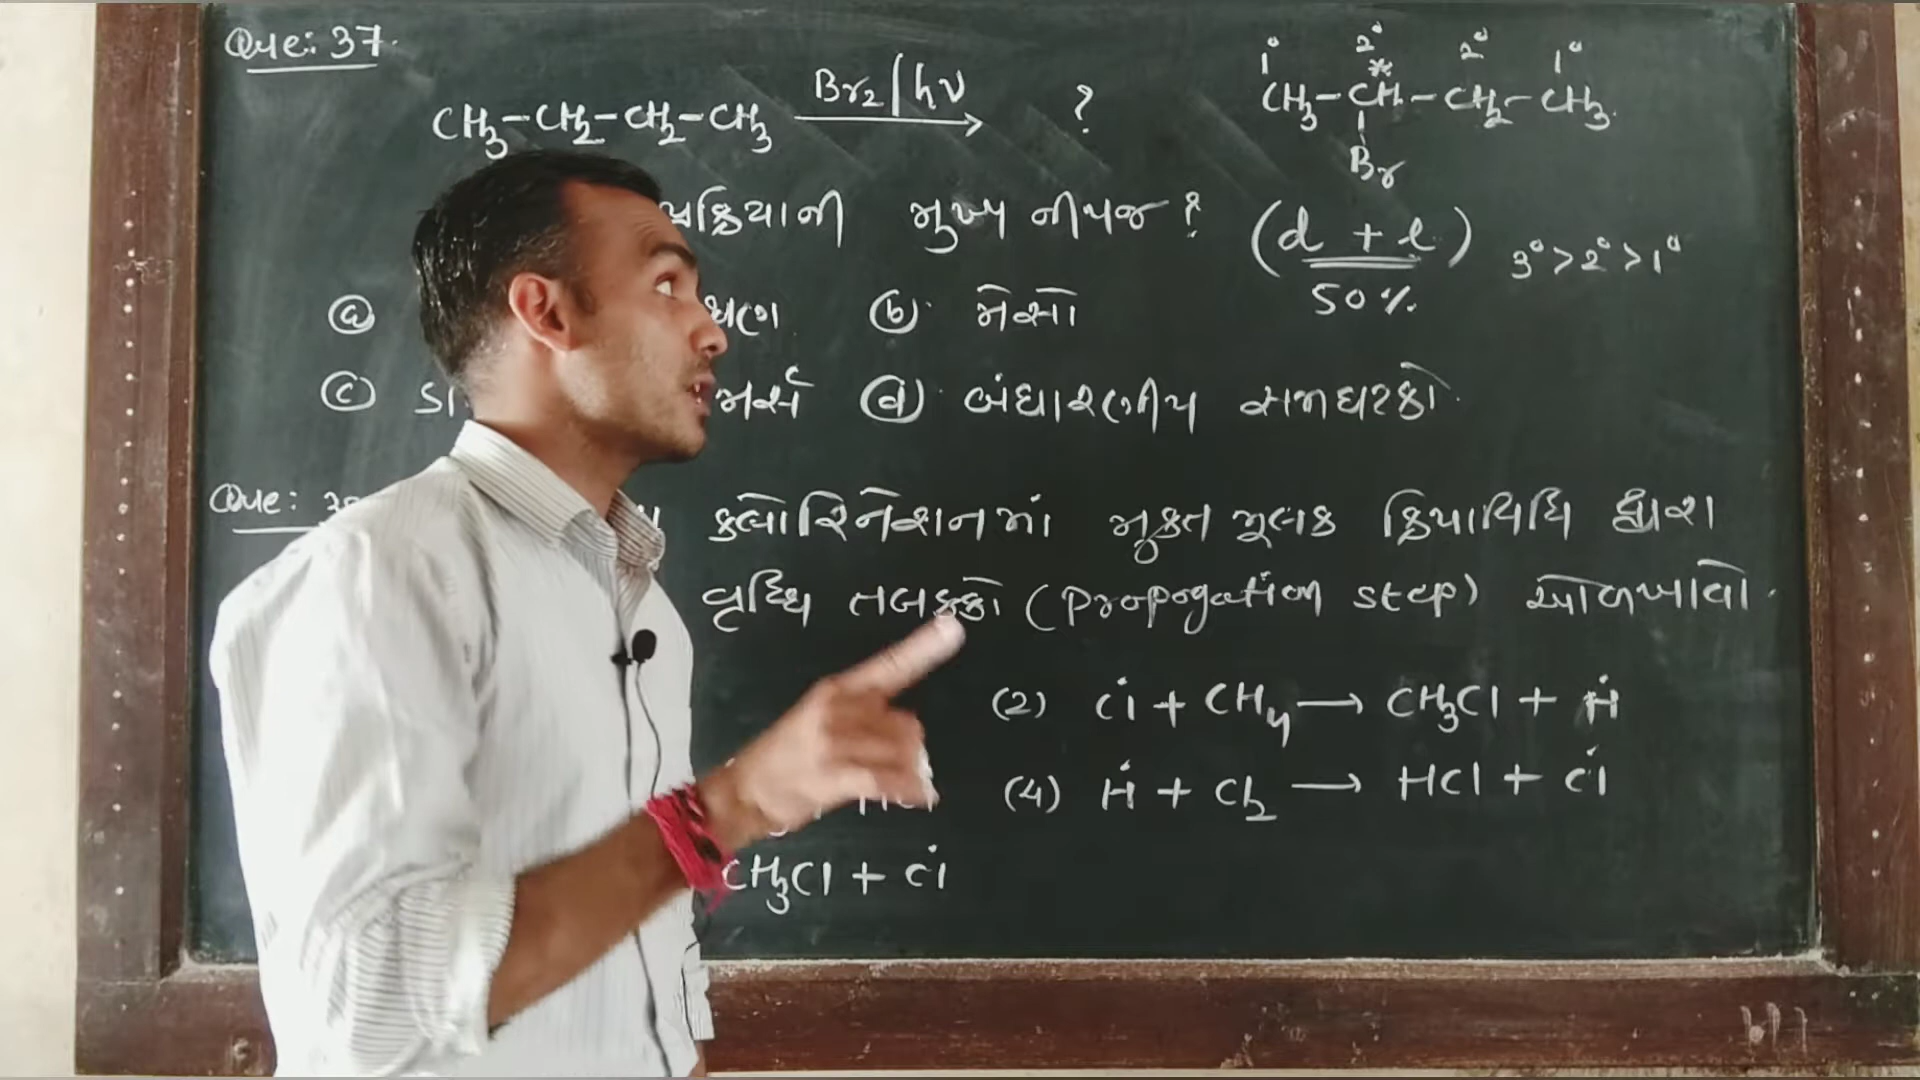 Que: 37.
CH3-CH2-CH2-CH3 Br2/hν → ?
1° 2° 2° 1°
CH3-C*H-CH2-CH3
Br
પ્રક્રિયાની મુખ્ય નીપજ ?
(d + l)
50 %
3° > 2° > 1°
(a) (b) મેસો
(c) (d) બંધારણીય સમઘટકો.
Que: ક્લોરિનેશનમાં મુક્ત મૂલક ક્રિયાવિધિ દ્વારા
વૃધ્ધિ તબક્કો (Propogation step) ઓળખાવો.
(2) Cl• + CH4 → CH3Cl + H•
(4) H• + Cl2 → HCl + Cl•
CH3Cl + Cl•